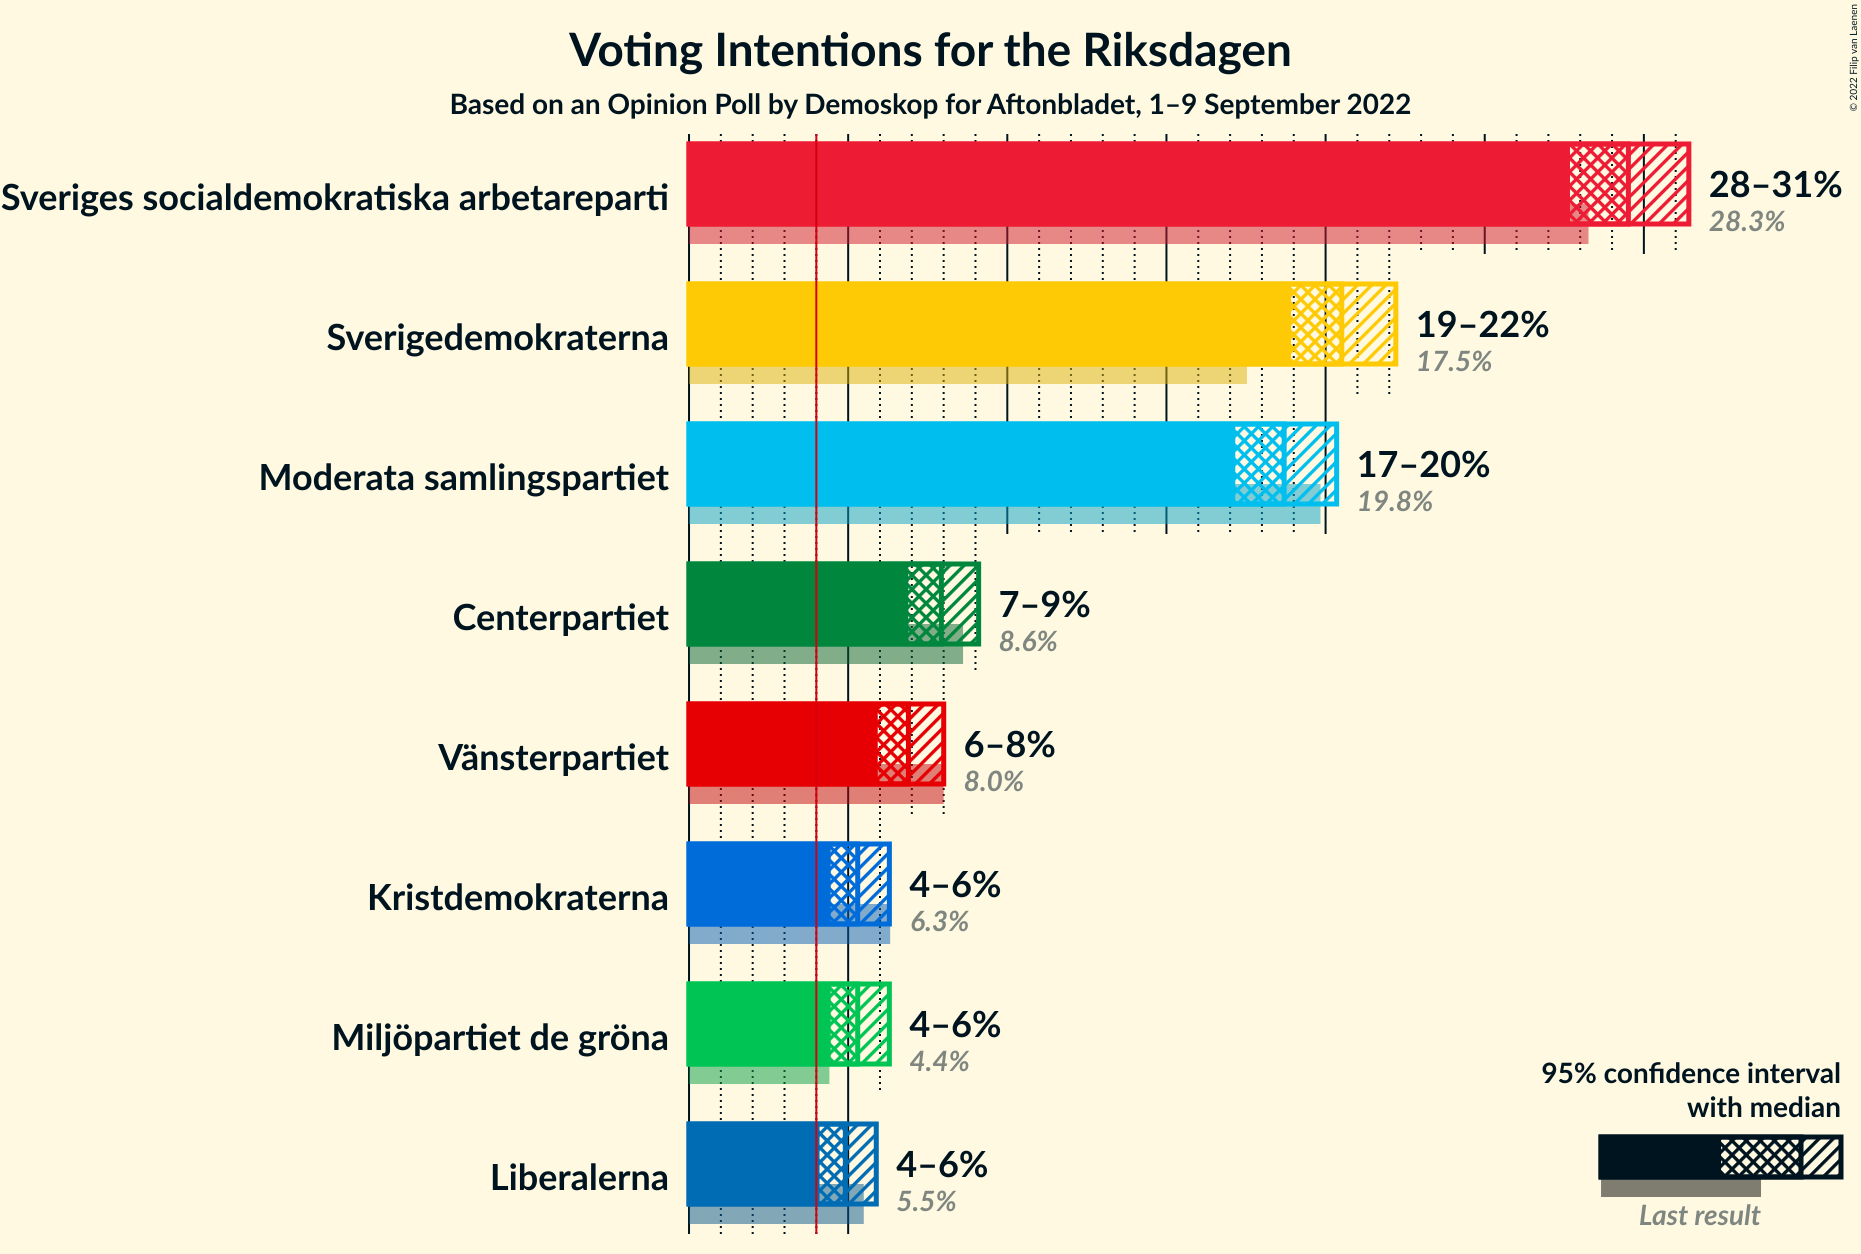 Voting Intentions for the Riksdagen
Based on an Opinion Poll by Demoskop for Aftonbladet, 1–9 September 2022
© 2022 Filip van Laenen
Sveriges socialdemokratiska arbetareparti
28–31%
28.3%
Sverigedemokraterna
19–22%
17.5%
Moderata samlingspartiet
17–20%
19.8%
Centerpartiet
7–9%
8.6%
Vänsterpartiet
6–8%
8.0%
Kristdemokraterna
4–6%
6.3%
Miljöpartiet de gröna
4–6%
4.4%
Liberalerna
4–6%
5.5%
95% confidence interval
with median
Last result